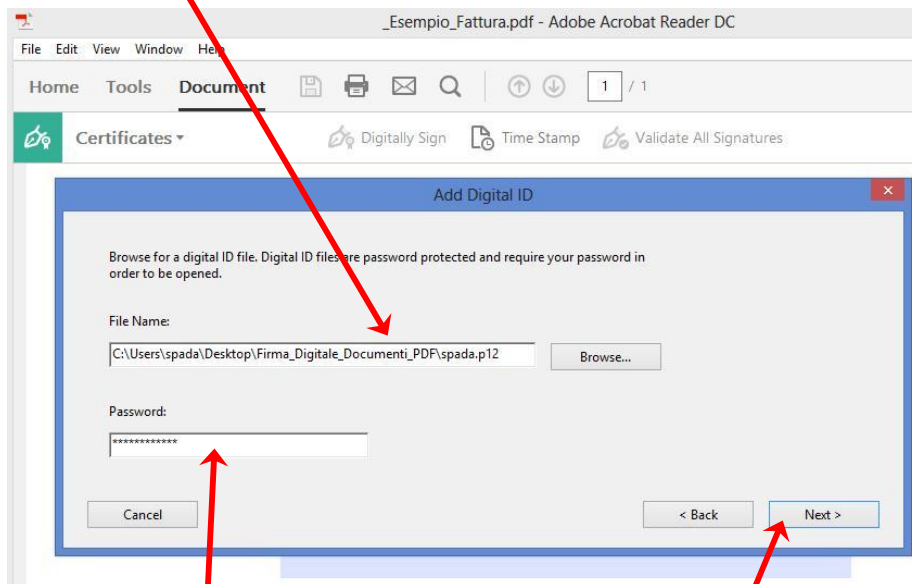 _Esempio_Fattura.pdf - Adobe Acrobat Reader DC
File Edit View Window Help
Home Tools Document 1 / 1
Certificates Digitally Sign Time Stamp Validate All Signatures
Add Digital ID
Browse for a digital ID file. Digital ID files are password protected and require your password in
order to be opened.
File Name:
C:\Users\spada\Desktop\Firma_Digitale_Documenti_PDF\spada.p12 Browse...
Password:
************
Cancel < Back Next >